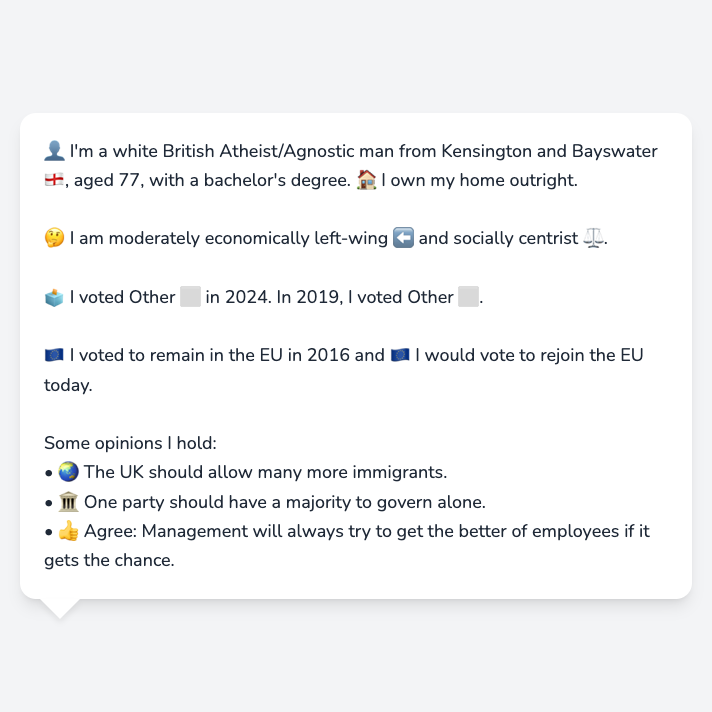 👤 I'm a white British Atheist/Agnostic man from Kensington and Bayswater
🏴󠁧󠁢󠁥󠁮󠁧󠁿, aged 77, with a bachelor's degree. 🏠 I own my home outright.
🤔 I am moderately economically left-wing ⬅️ and socially centrist ⚖️.
🗳️ I voted Other ⬜ in 2024. In 2019, I voted Other ⬜.
🇪🇺 I voted to remain in the EU in 2016 and 🇪🇺 I would vote to rejoin the EU
today.
Some opinions I hold:
• 🌏 The UK should allow many more immigrants.
• 🏛️ One party should have a majority to govern alone.
• 👍 Agree: Management will always try to get the better of employees if it
gets the chance.